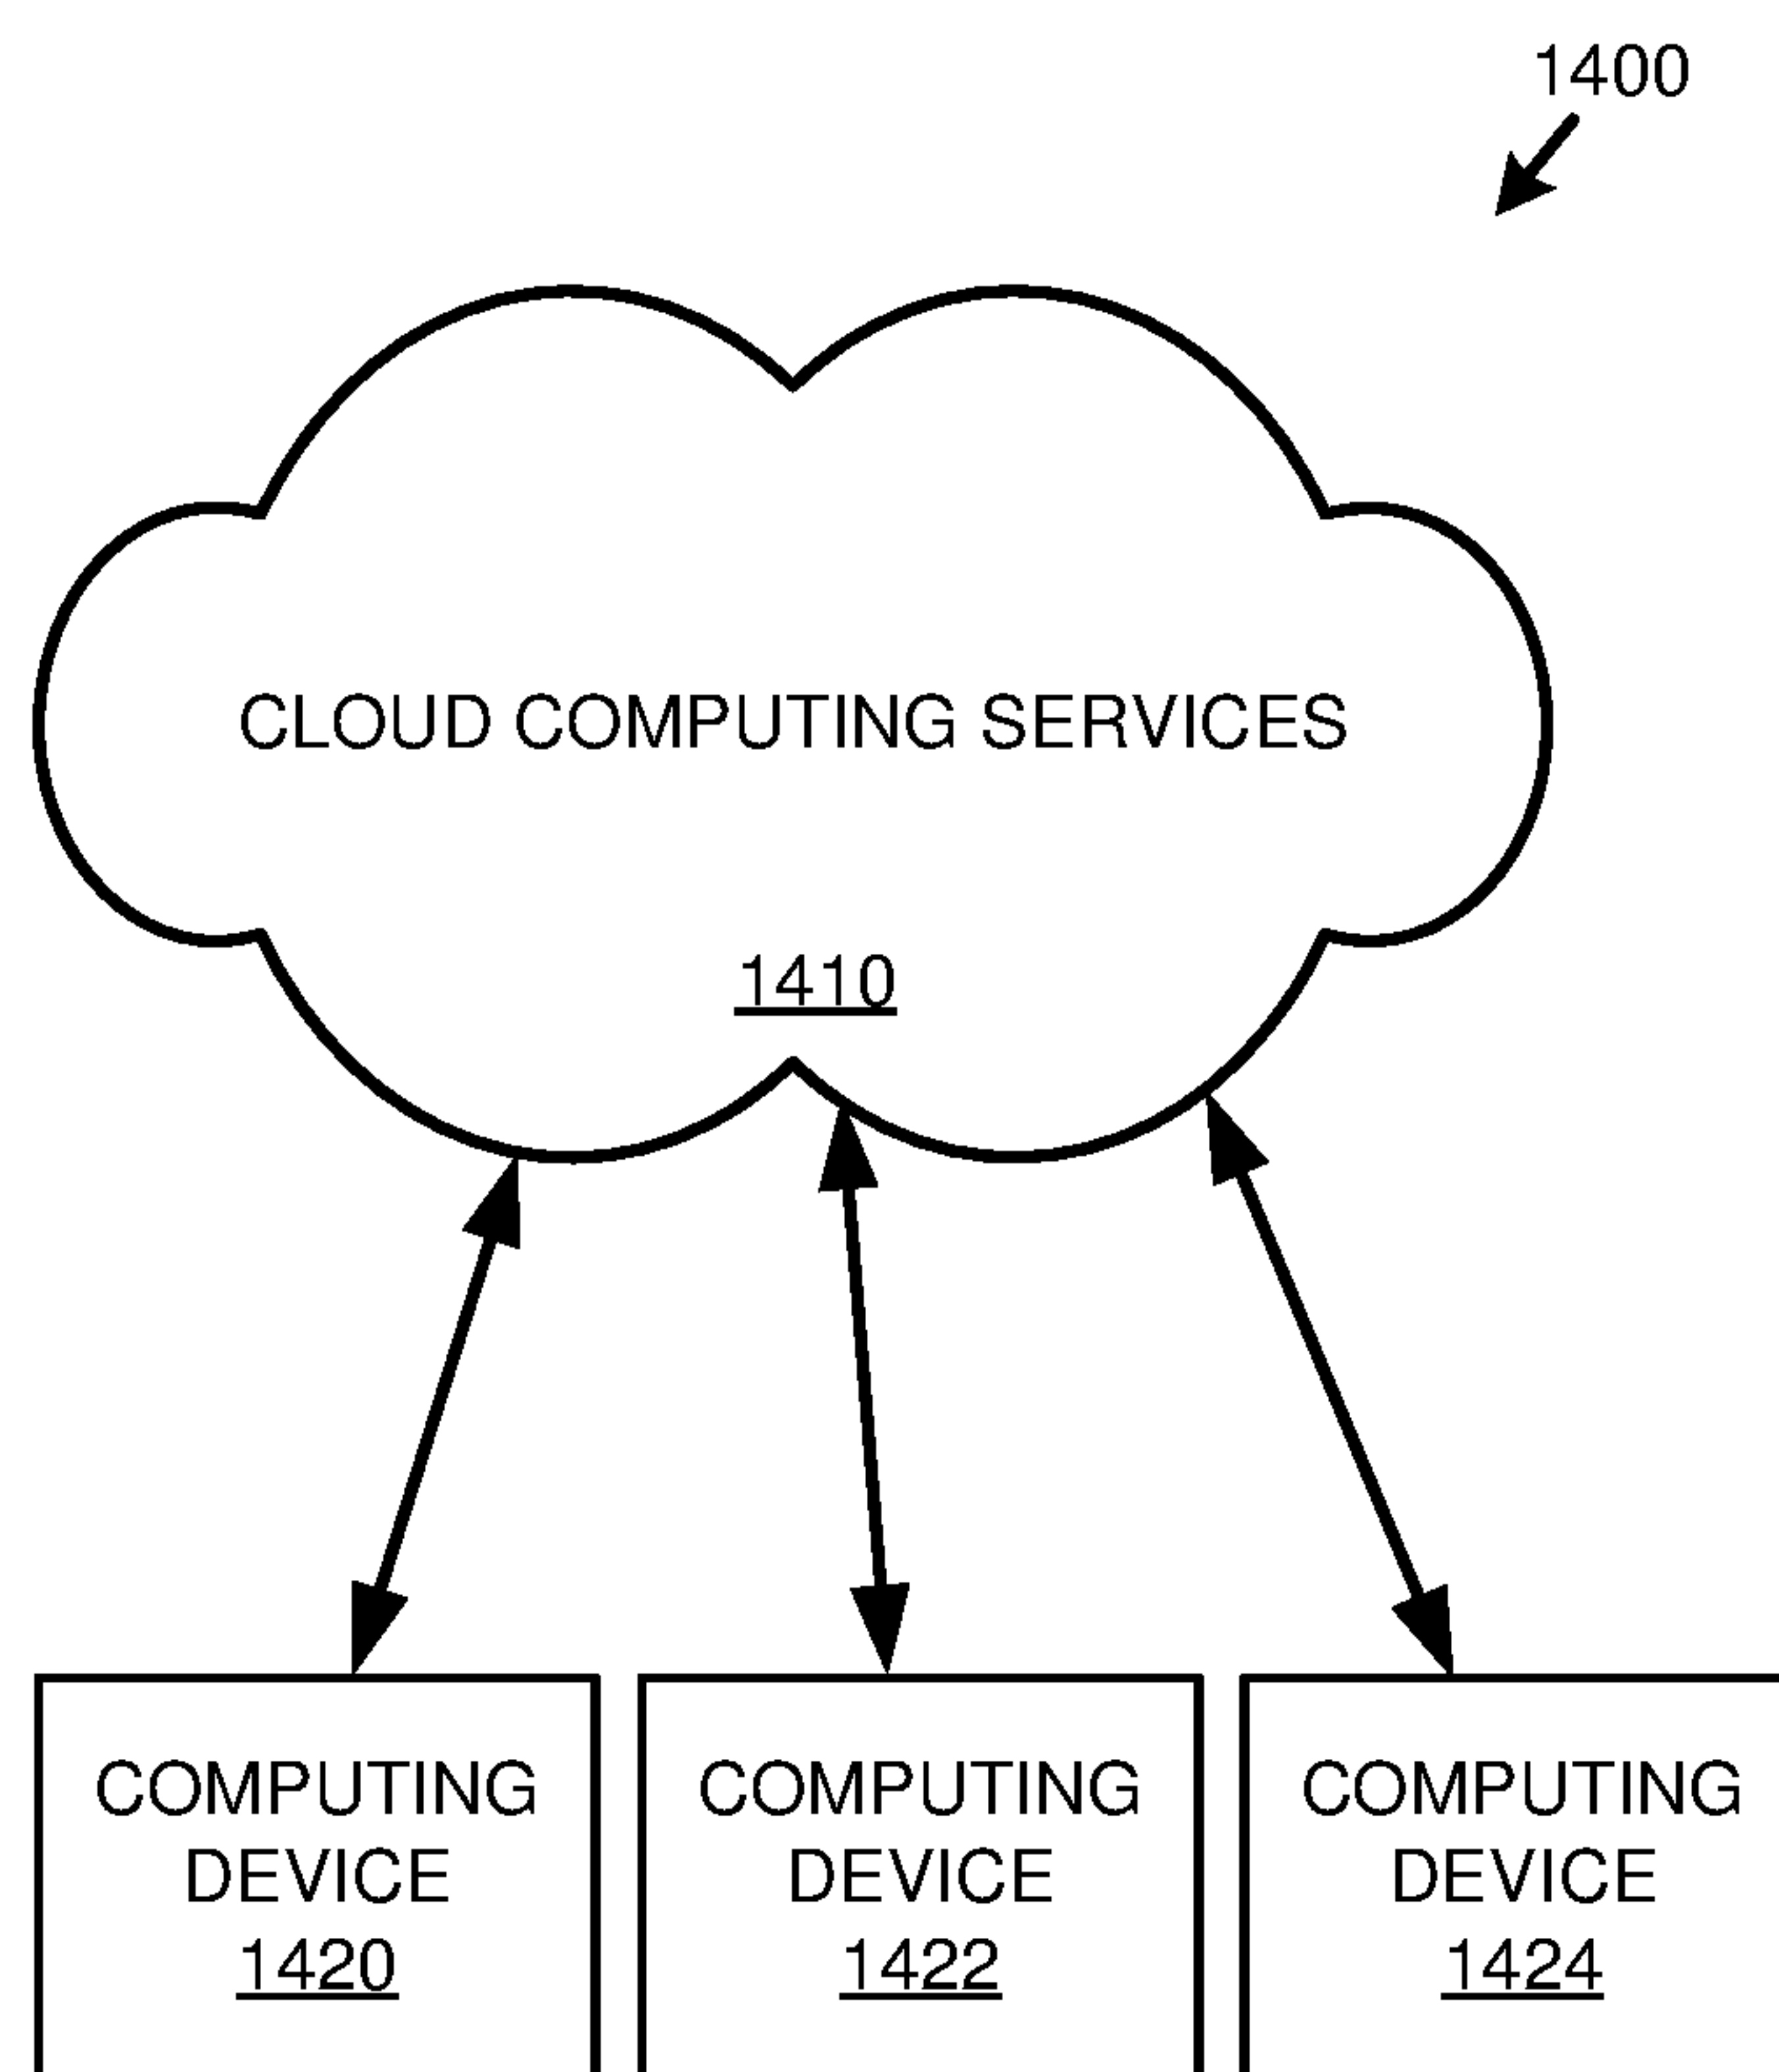 1400
CLOUD COMPUTING SERVICES
1410
COMPUTING
DEVICE
1420
COMPUTING
DEVICE
1422
COMPUTING
DEVICE
1424